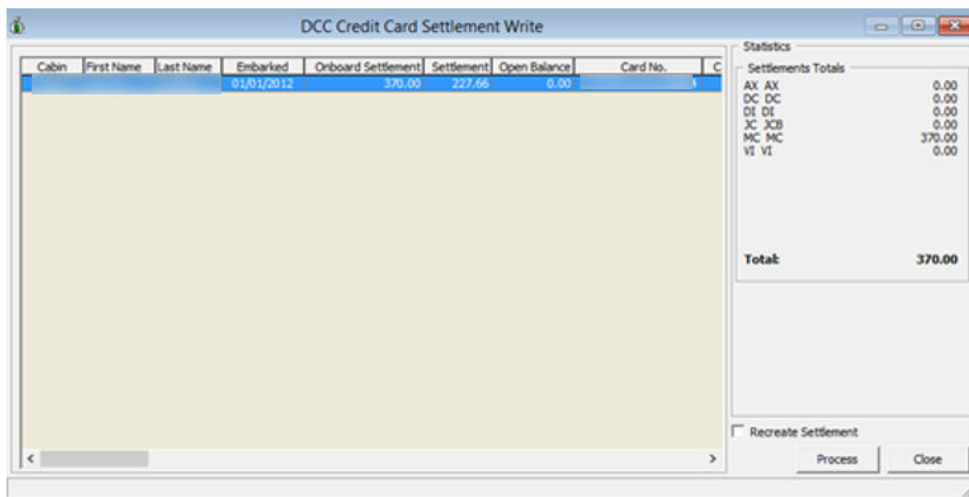 DCC Credit Card Settlement Write
Statistics
Cabin First Name Last Name Embarked Onboard Settlement Settlement Open Balance Card No. C
01/01/2012 370.00 227.66 0.00
Settlements Totals
AX AX 0.00
DC DC 0.00
DI DI 0.00
JC JCB 0.00
MC MC 370.00
VI VI 0.00
Total: 370.00
Recreate Settlement
Process Close